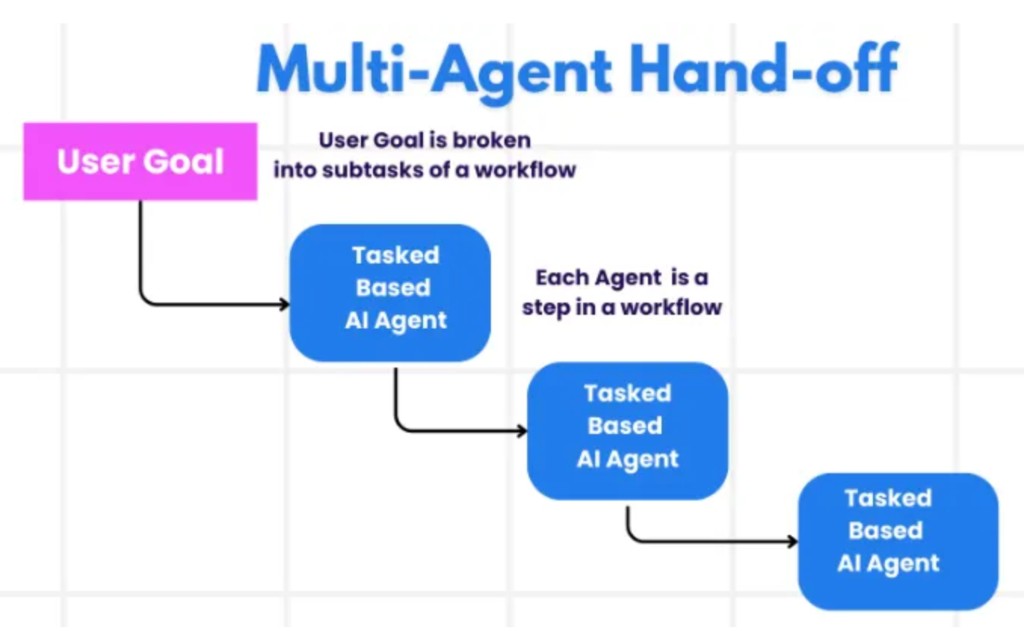 Multi-Agent Hand-off
User Goal
User Goal is broken
into subtasks of a workflow
Tasked
Based
AI Agent
Each Agent is a
step in a workflow
Tasked
Based
AI Agent
Tasked
Based
AI Agent